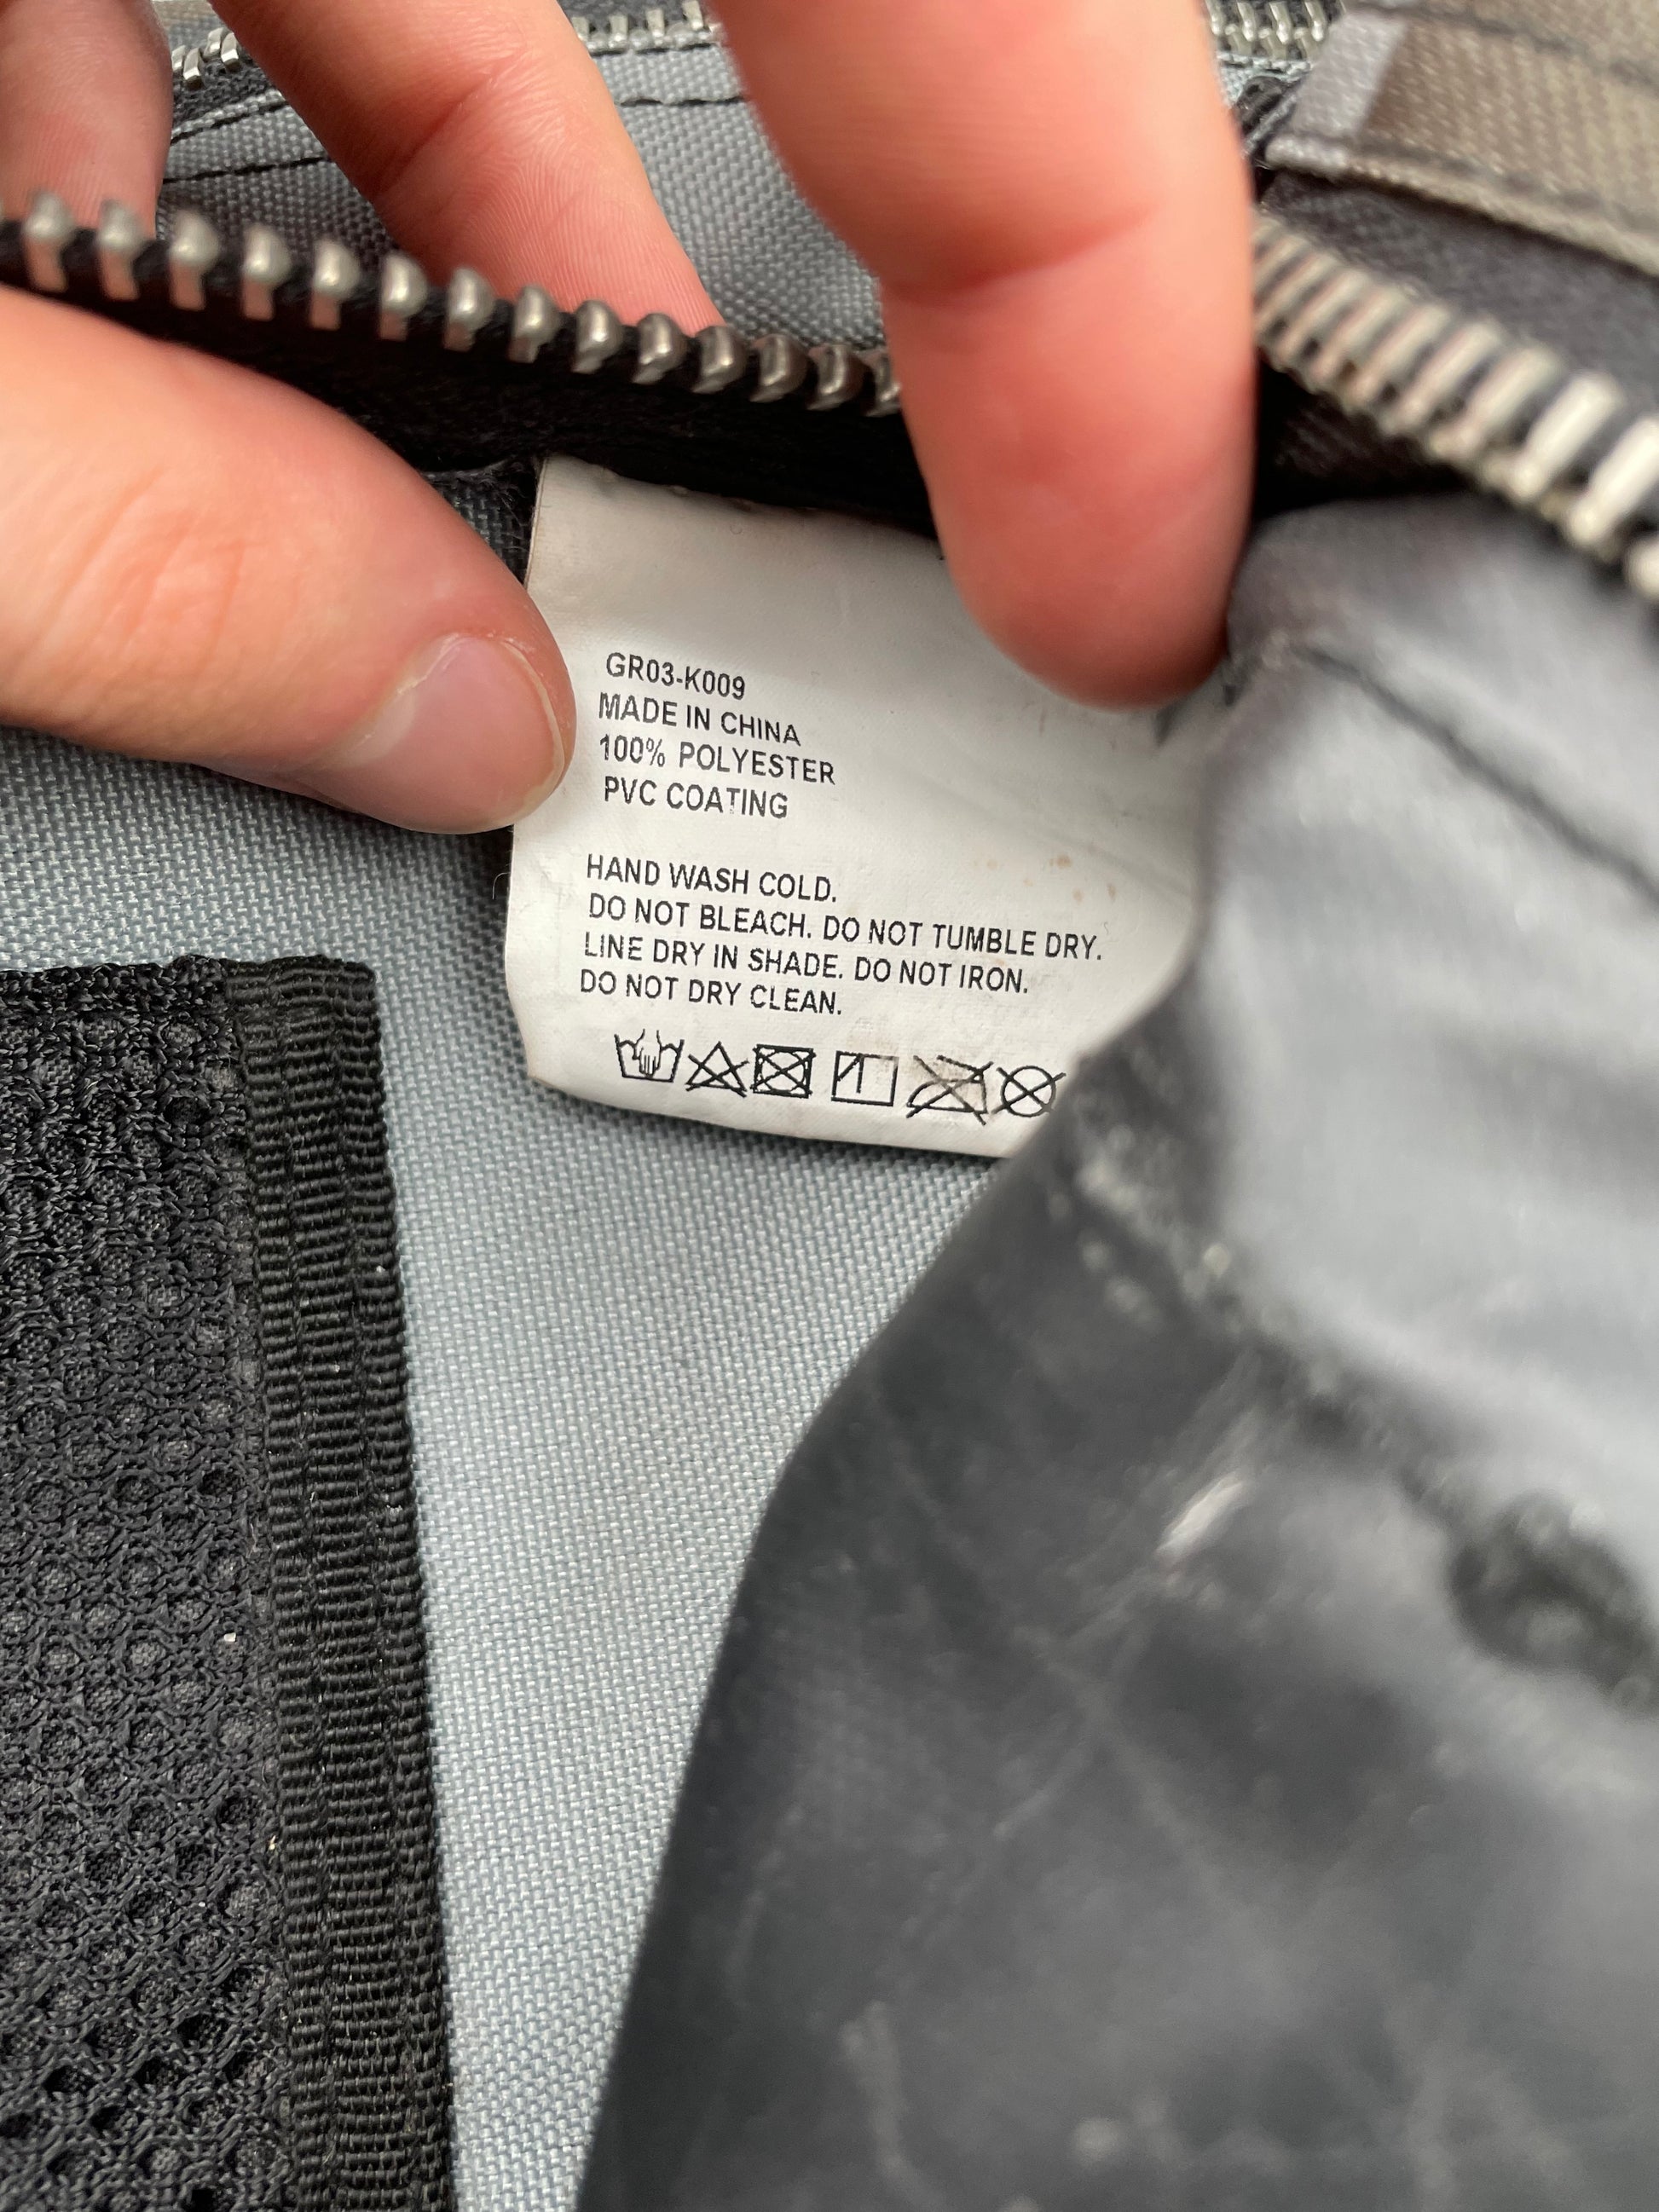 GR03-K009
MADE IN CHINA
100% POLYESTER
PVC COATING
HAND WASH COLD.
DO NOT BLEACH. DO NOT TUMBLE DRY.
LINE DRY IN SHADE. DO NOT IRON.
DO NOT DRY CLEAN.